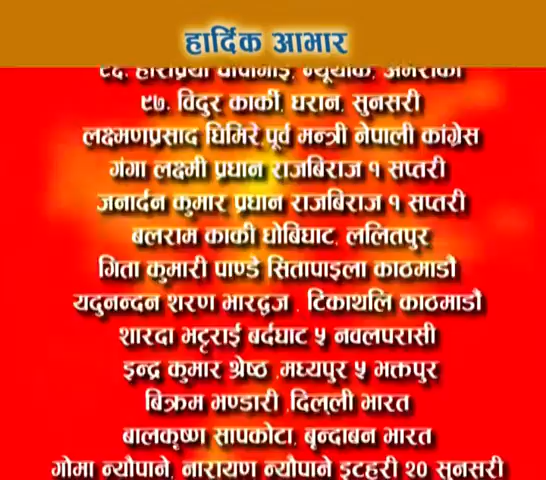 हार्दिक आभार
९६. हरिप्रिया चापागाई, न्यूयोर्क, अमेरीका
९७. विदुर कार्की, धरान, सुनसरी
लक्ष्मणप्रसाद घिमिरे,पूर्व मन्त्री नेपाली कांग्रेस
गंगा लक्ष्मी प्रधान राजबिराज १ सप्तरी
जनार्दन कुमार प्रधान राजबिराज १ सप्तरी
बलराम कार्की धोबिघाट, ललितपुर
गिता कुमारी पाण्डे सितापाइला काठमाडौ
यदुनन्दन शरण भारद्वज , टिकाथलि काठमाडौ
शारदा भट्टराई बर्दघाट ५ नवलपरासी
इन्द्र कुमार श्रेष्ठ ,मध्यपुर ५ भक्तपुर
बिक्रम भण्डारी ,दिल्ली भारत
बालकृष्ण सापकोटा, बृन्दाबन भारत
गोमा न्यौपाने, नारायण न्यौपाने इटहरी २० सुनसरी